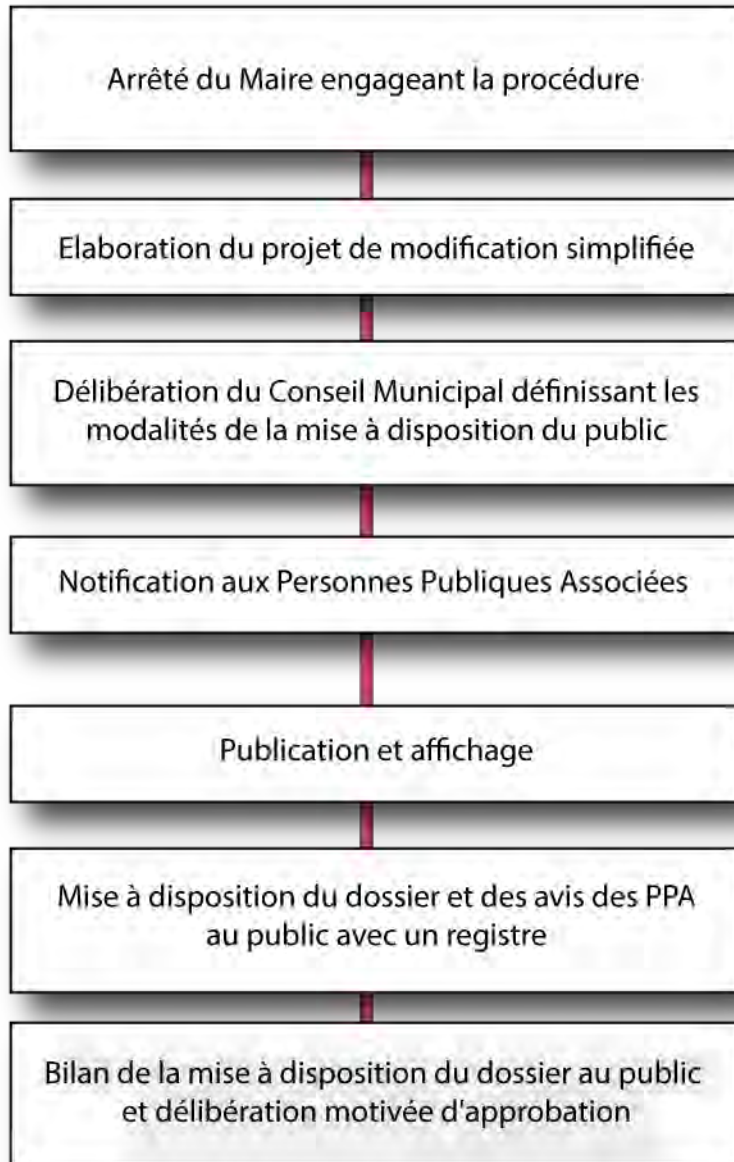 Arrêté du Maire engageant la procédure
Elaboration du projet de modification simplifiée
Délibération du Conseil Municipal définissant les
modalités de la mise à disposition du public
Notification aux Personnes Publiques Associées
Publication et affichage
Mise à disposition du dossier et des avis des PPA
au public avec un registre
Bilan de la mise à disposition du dossier au public
et délibération motivée d'approbation